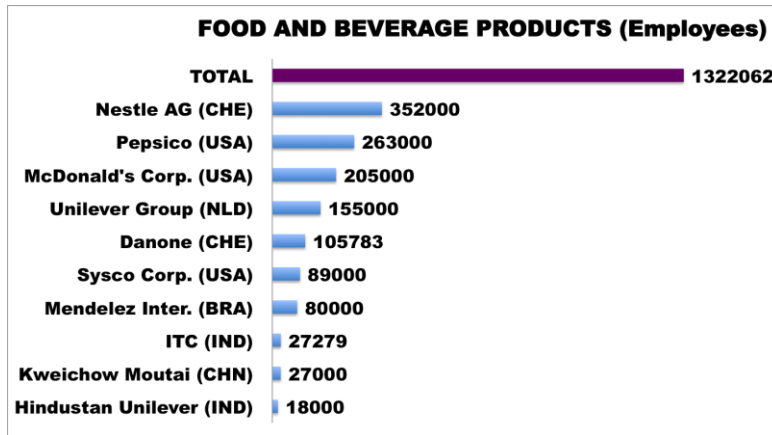 FOOD AND BEVERAGE PRODUCTS (Employees)
TOTAL 1322062
Nestle AG (CHE) 352000
Pepsico (USA) 263000
McDonald's Corp. (USA) 205000
Unilever Group (NLD) 155000
Danone (CHE) 105783
Sysco Corp. (USA) 89000
Mendelez Inter. (BRA) 80000
ITC (IND) 27279
Kweichow Moutai (CHN) 27000
Hindustan Unilever (IND) 18000